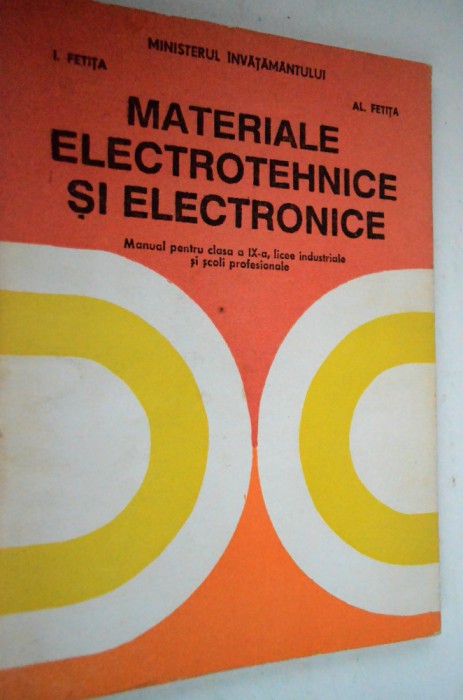 MINISTERUL ÎNVĂȚĂMÂNTULUI
I. FETIȚA
AL. FETIȚA
MATERIALE
ELECTROTEHNICE
ȘI ELECTRONICE
Manual pentru clasa a IX-a, licee industriale
și școli profesionale